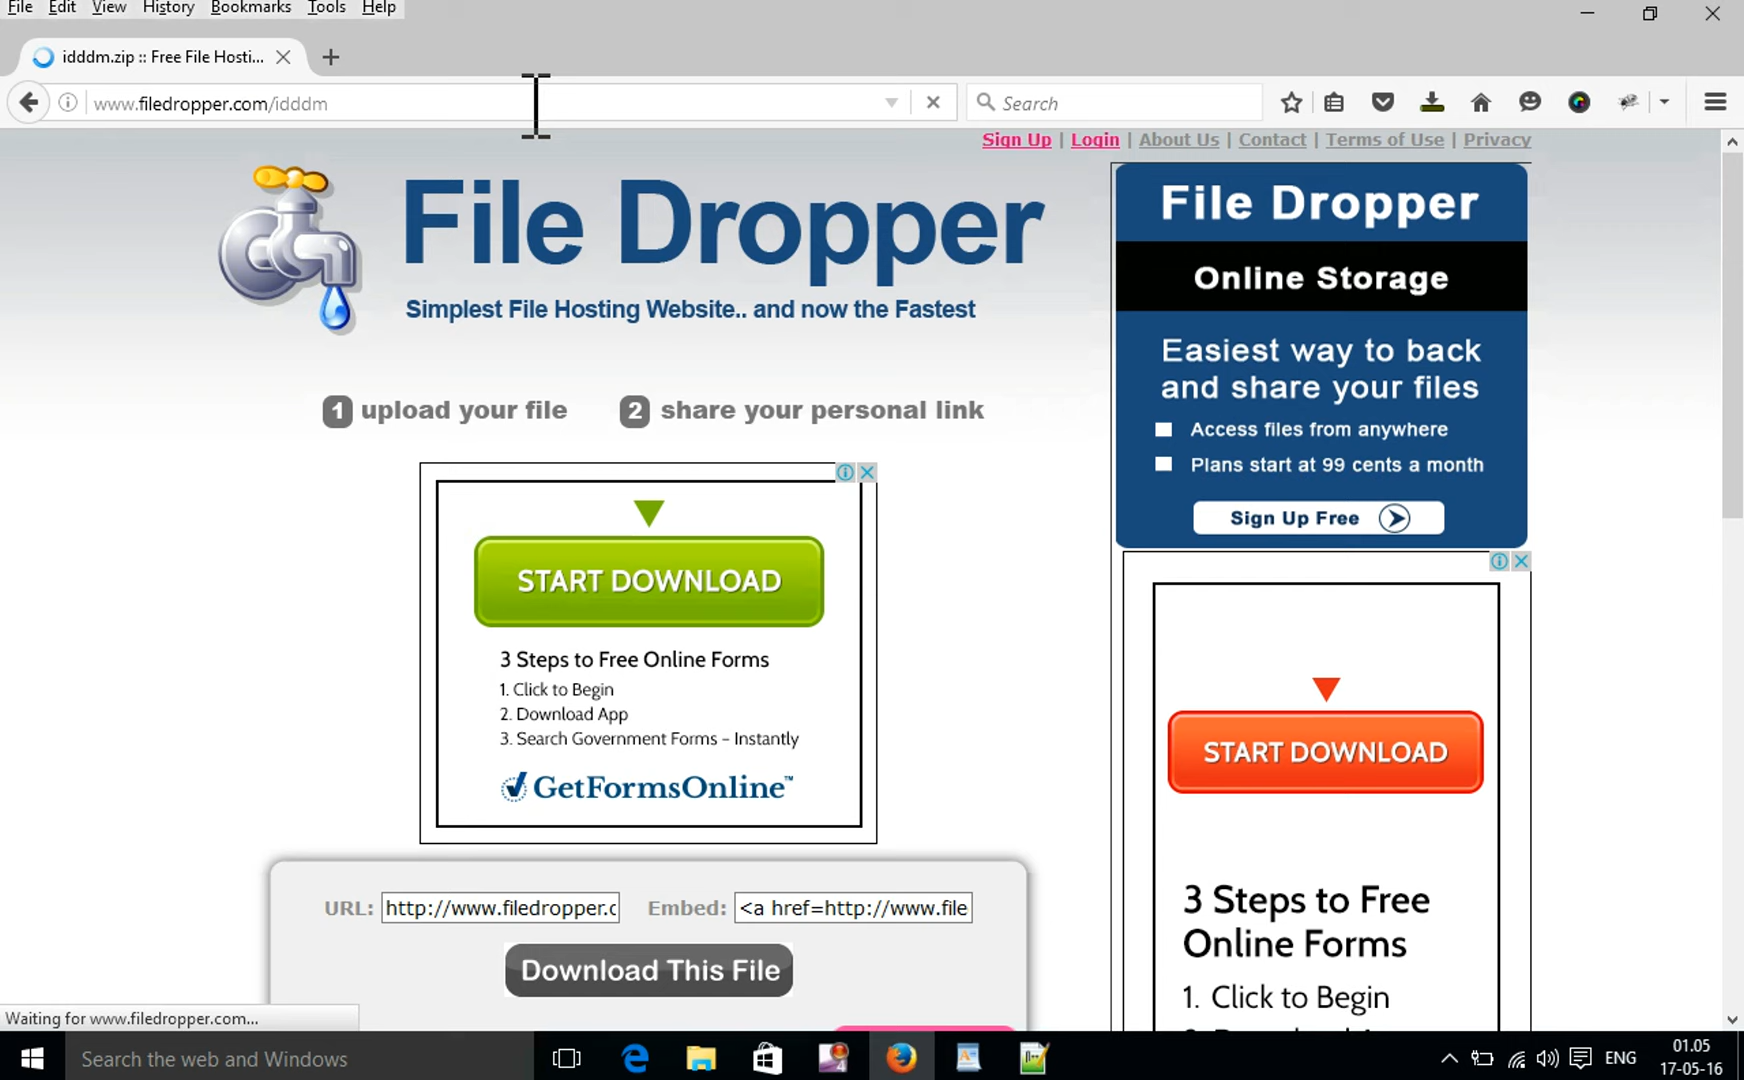 File Edit View History Bookmarks Tools Help
idddm.zip :: Free File Hosti...
www.filedropper.com/idddm
Search
Sign Up | Login | About Us | Contact | Terms of Use | Privacy
File Dropper
Simplest File Hosting Website.. and now the Fastest
1 upload your file 2 share your personal link
File Dropper
Online Storage
Easiest way to back
and share your files
Access files from anywhere
Plans start at 99 cents a month
Sign Up Free
START DOWNLOAD
3 Steps to Free Online Forms
1. Click to Begin
2. Download App
3. Search Government Forms – Instantly
GetFormsOnline™
START DOWNLOAD
3 Steps to Free
Online Forms
1. Click to Begin
URL: http://www.filedropper.c Embed: <a href=http://www.file
Download This File
Waiting for www.filedropper.com...
Search the web and Windows
ENG
01.05
17-05-16